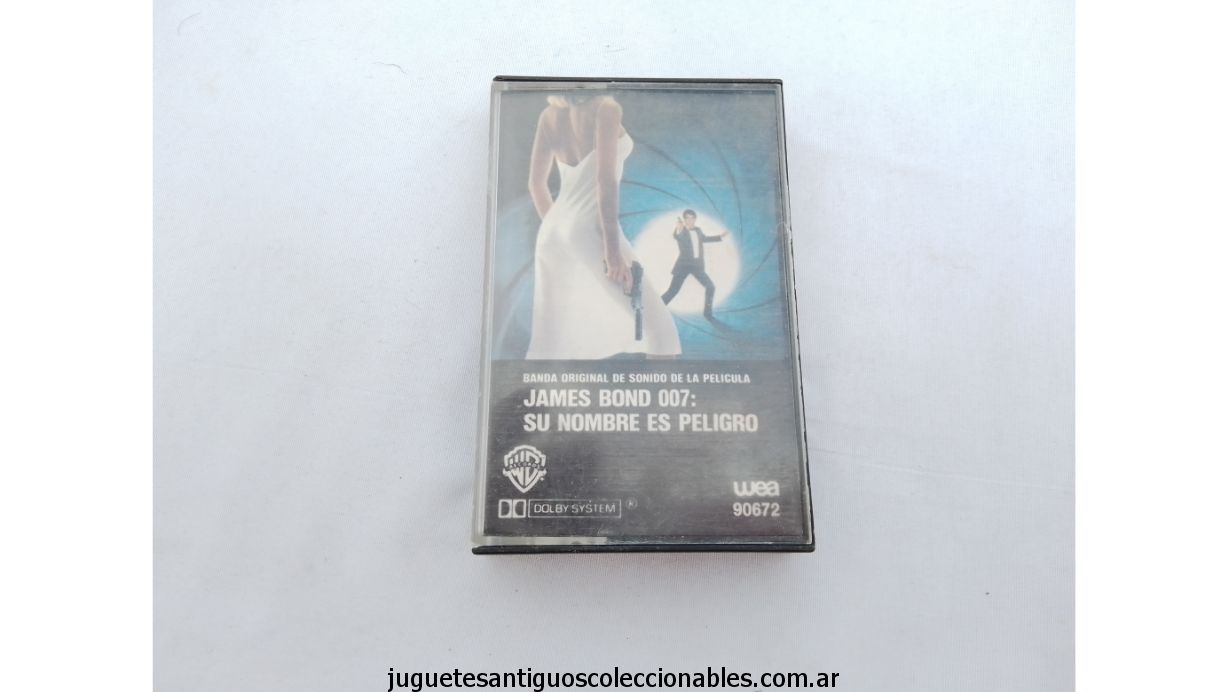 BANDA ORIGINAL DE SONIDO DE LA PELICULA
JAMES BOND 007:
SU NOMBRE ES PELIGRO
RECORDS
wea
DOLBY SYSTEM ®
90672
juguetesantiguoscoleccionables.com.ar